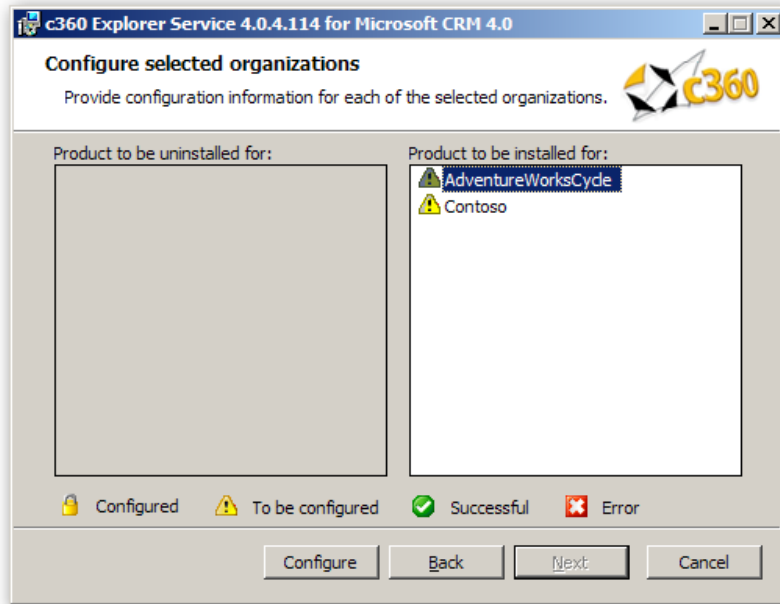 c360 Explorer Service 4.0.4.114 for Microsoft CRM 4.0
Configure selected organizations
Provide configuration information for each of the selected organizations.
c360
Product to be uninstalled for:
Product to be installed for:
AdventureWorksCycle
Contoso
Configured
To be configured
Successful
Error
Configure
Back
Next
Cancel